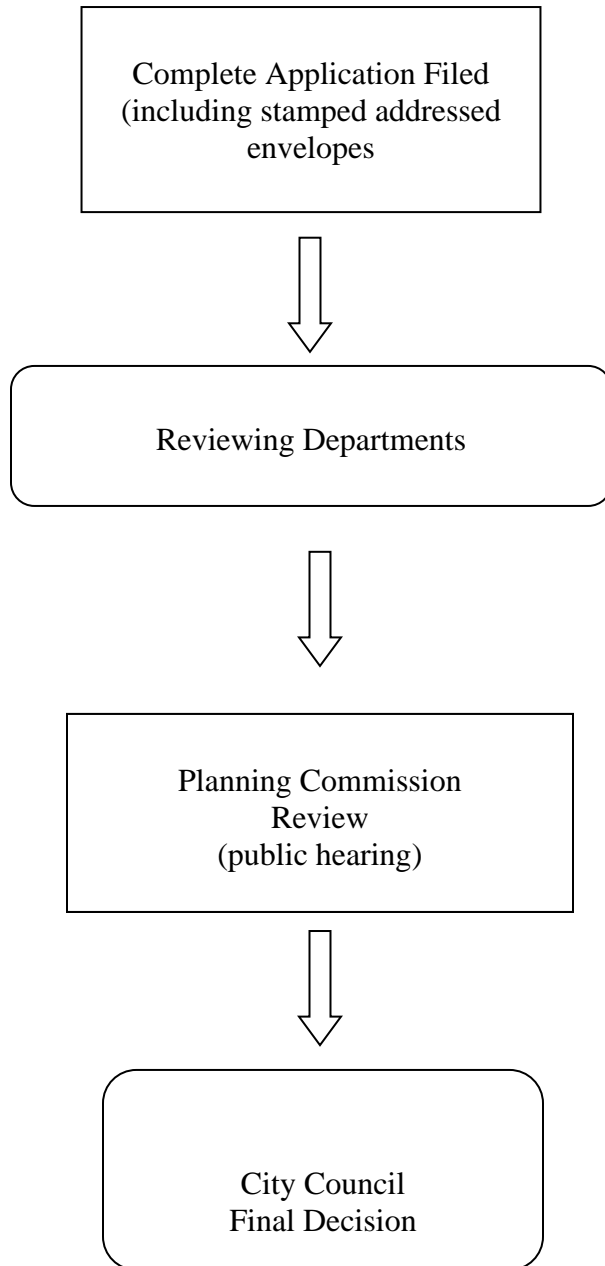 Complete Application Filed
(including stamped addressed
envelopes
Reviewing Departments
Planning Commission
Review
(public hearing)
City Council
Final Decision